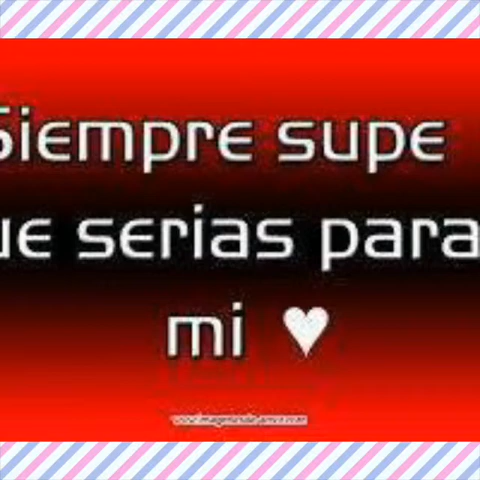 Siempre supe
ue serias para
mi ♥